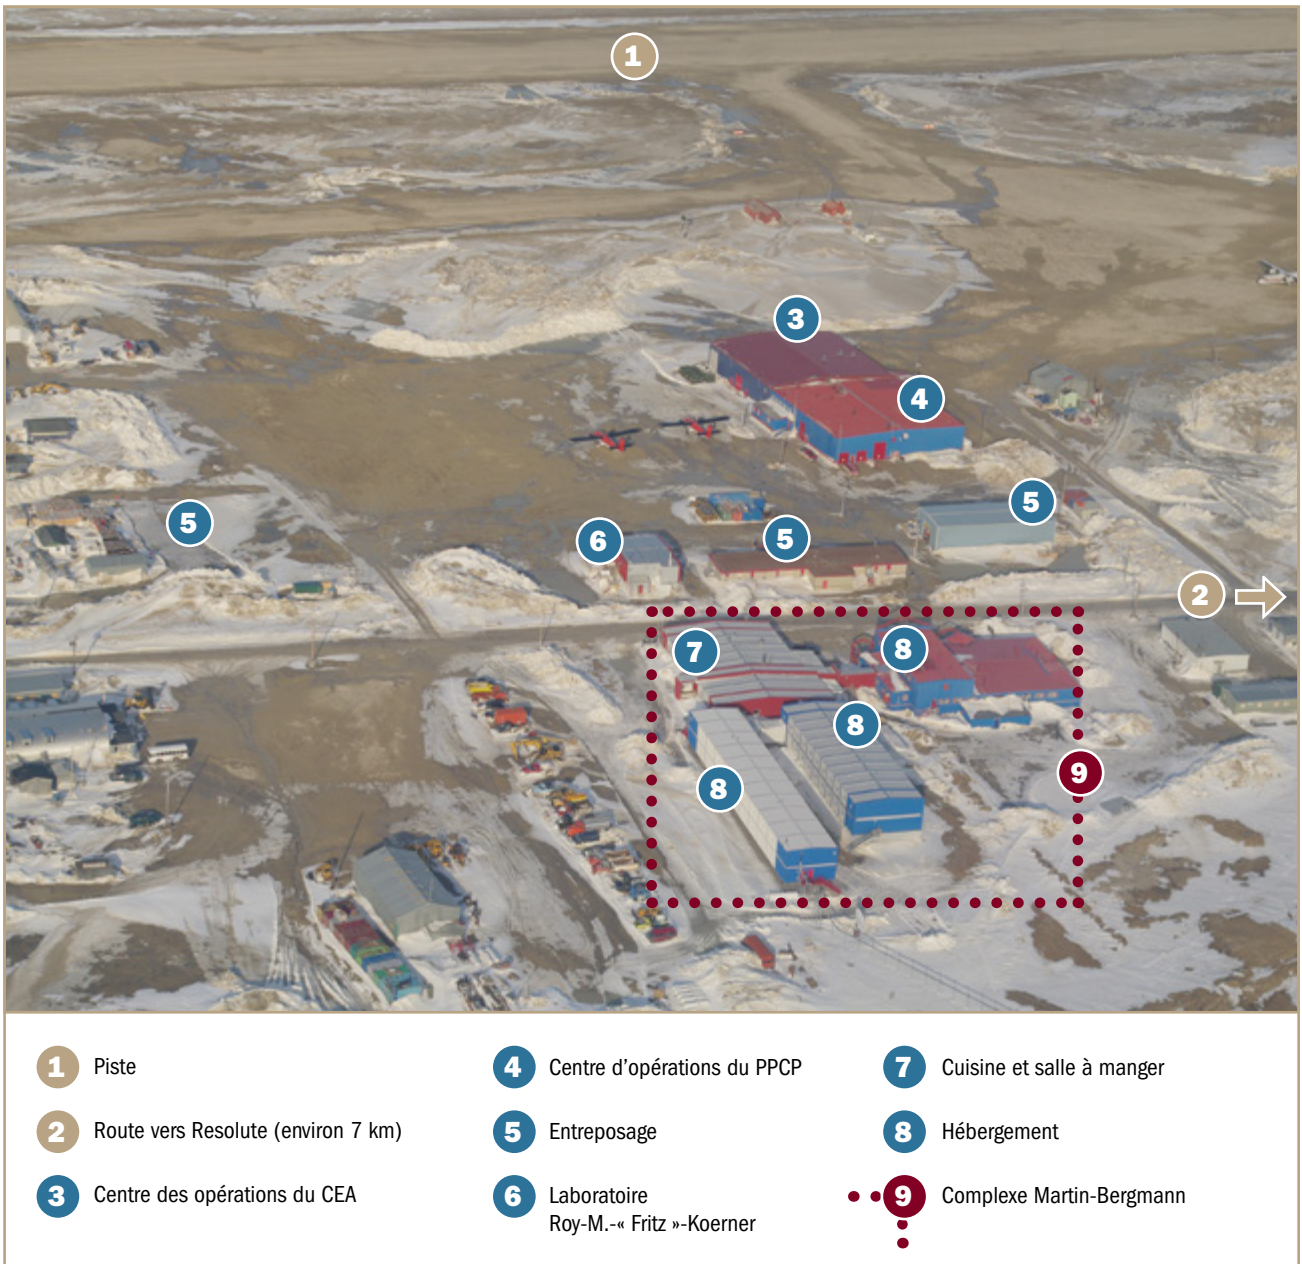 1
3
4
5
5
6
5
2
7
8
8
8
9
1 Piste
2 Route vers Resolute (environ 7 km)
3 Centre des opérations du CEA
4 Centre d’opérations du PPCP
5 Entreposage
6 Laboratoire
Roy-M.-« Fritz »-Koerner
7 Cuisine et salle à manger
8 Hébergement
9 Complexe Martin-Bergmann